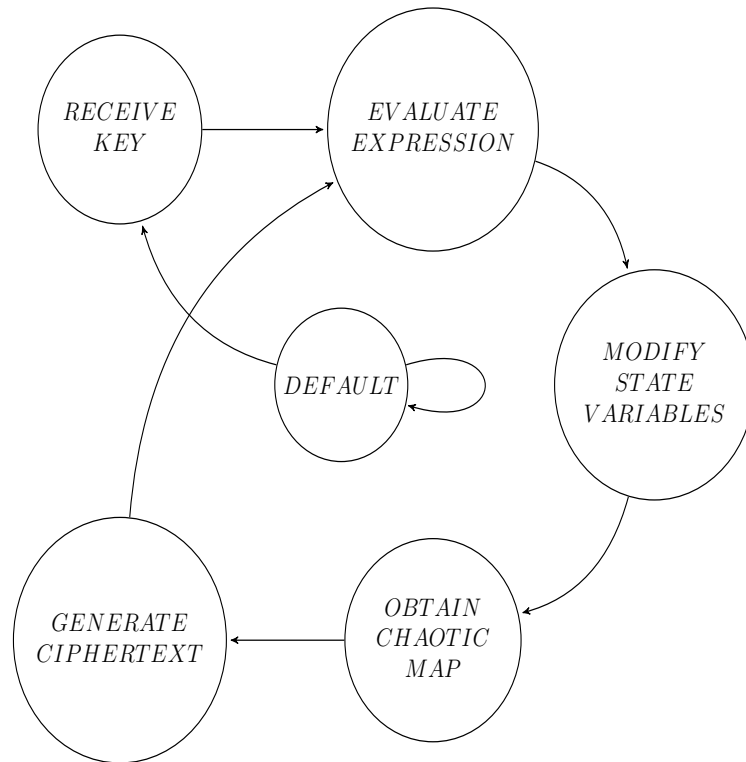 RECEIVE
KEY
EVALUATE
EXPRESSION
DEFAULT
MODIFY
STATE
VARIABLES
GENERATE
CIPHERTEXT
OBTAIN
CHAOTIC
MAP